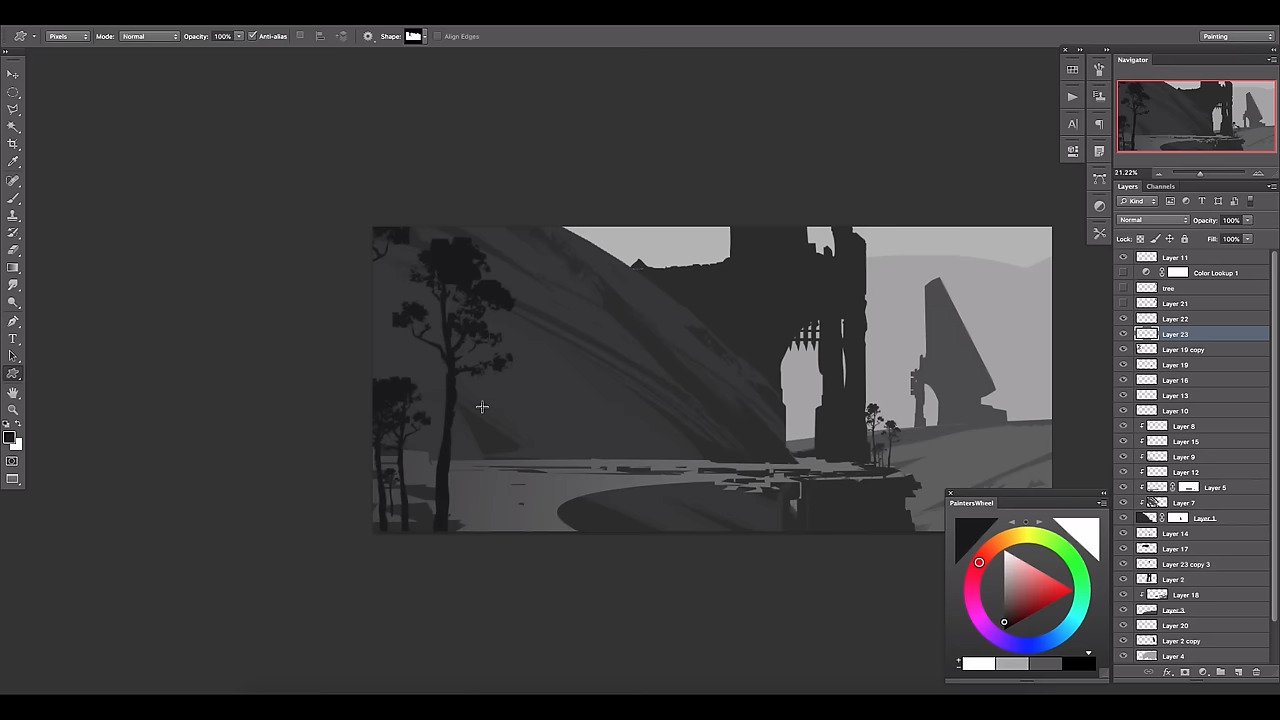 Pixels Mode: Normal Opacity: 100% Anti-alias Shape: Align Edges Painting
Navigator
21.22%
Layers Channels
Kind
Normal Opacity: 100%
Lock: Fill: 100%
Layer 11
Color Lookup 1
tree
Layer 21
Layer 22
Layer 23
Layer 19 copy
Layer 19
Layer 16
Layer 13
Layer 10
Layer 8
Layer 15
Layer 9
Layer 12
Layer 5
Layer 7
Layer 1
Layer 14
Layer 17
Layer 23 copy 3
Layer 2
Layer 18
Layer 3
Layer 20
Layer 2 copy
Layer 4
PaintersWheel